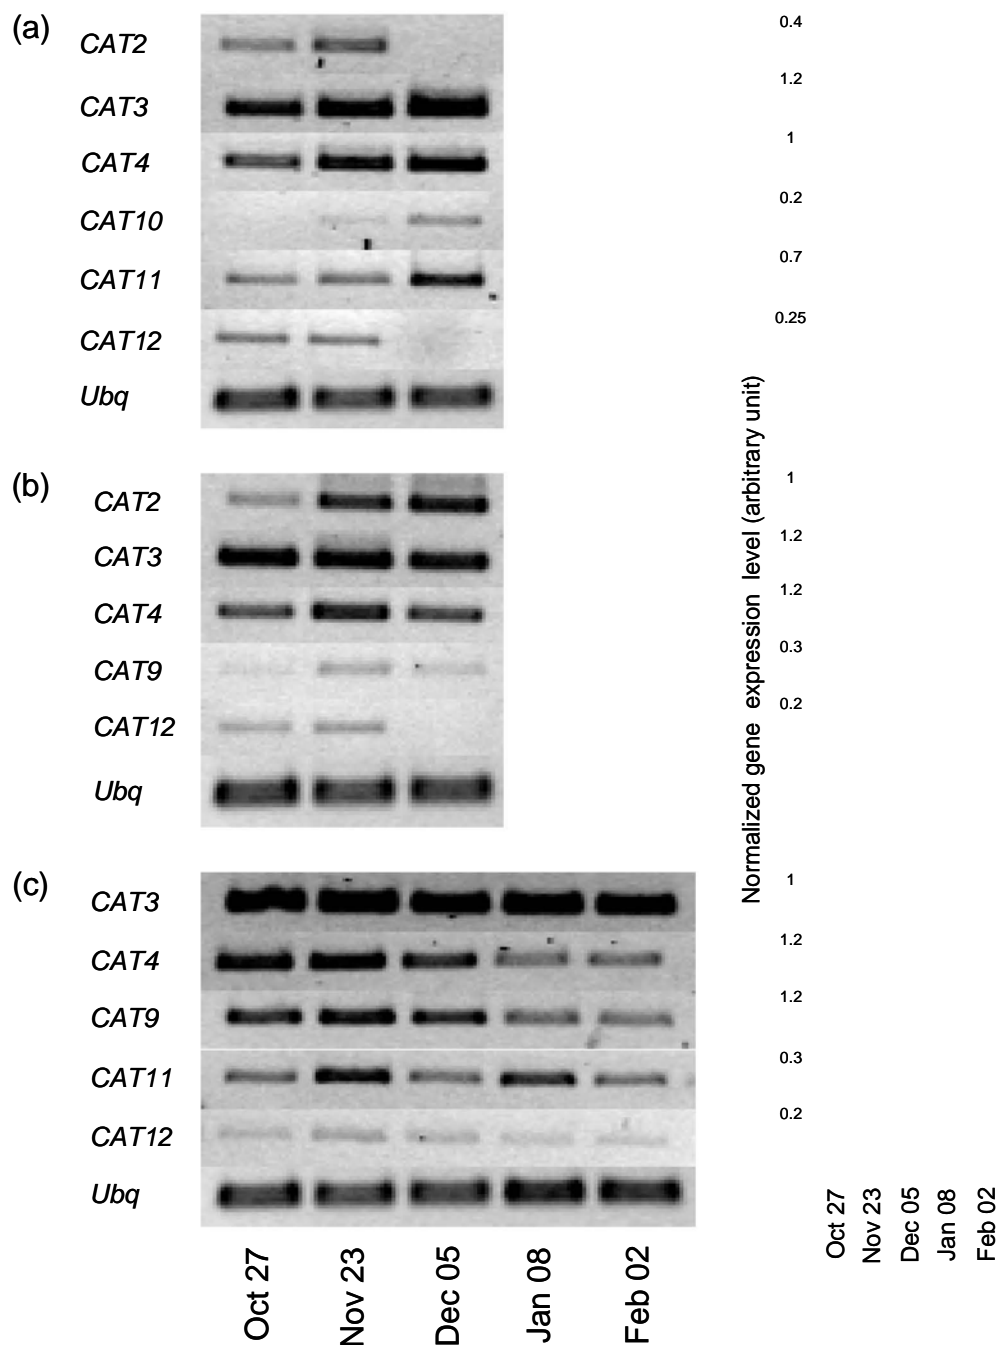 (a)
CAT2
CAT3
CAT4
CAT10
CAT11
CAT12
Ubq
(b)
CAT2
CAT3
CAT4
CAT9
CAT12
Ubq
(c)
CAT3
CAT4
CAT9
CAT11
CAT12
Ubq
Oct 27
Nov 23
Dec 05
Jan 08
Feb 02
Normalized gene expression level (arbitrary unit)
0.4
1.2
1
0.2
0.7
0.25
1
1.2
1.2
0.3
0.2
1
1.2
1.2
0.3
0.2
Oct 27
Nov 23
Dec 05
Jan 08
Feb 02